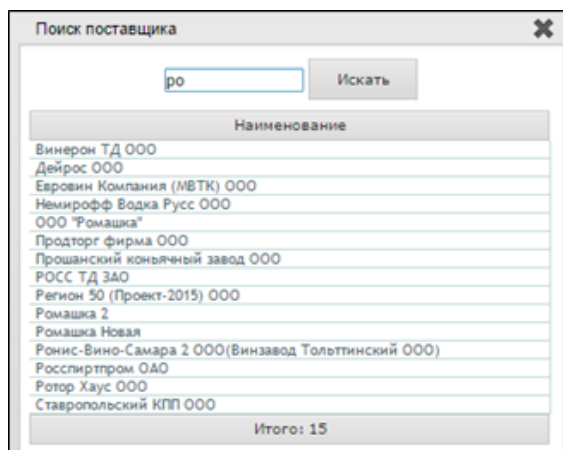 Поиск поставщика
ро
Искать
Наименование
Винерон ТД ООО
Дейрос ООО
Евровин Компания (МВТК) ООО
Немирофф Водка Русс ООО
ООО "Ромашка"
Продторг фирма ООО
Прошанский коньячный завод ООО
РОСС ТД ЗАО
Регион 50 (Проект-2015) ООО
Ромашка 2
Ромашка Новая
Ронис-Вино-Самара 2 ООО(Винзавод Тольттинский ООО)
Росспиртпром ОАО
Ротор Хаус ООО
Ставропольский КПП ООО
Итого: 15